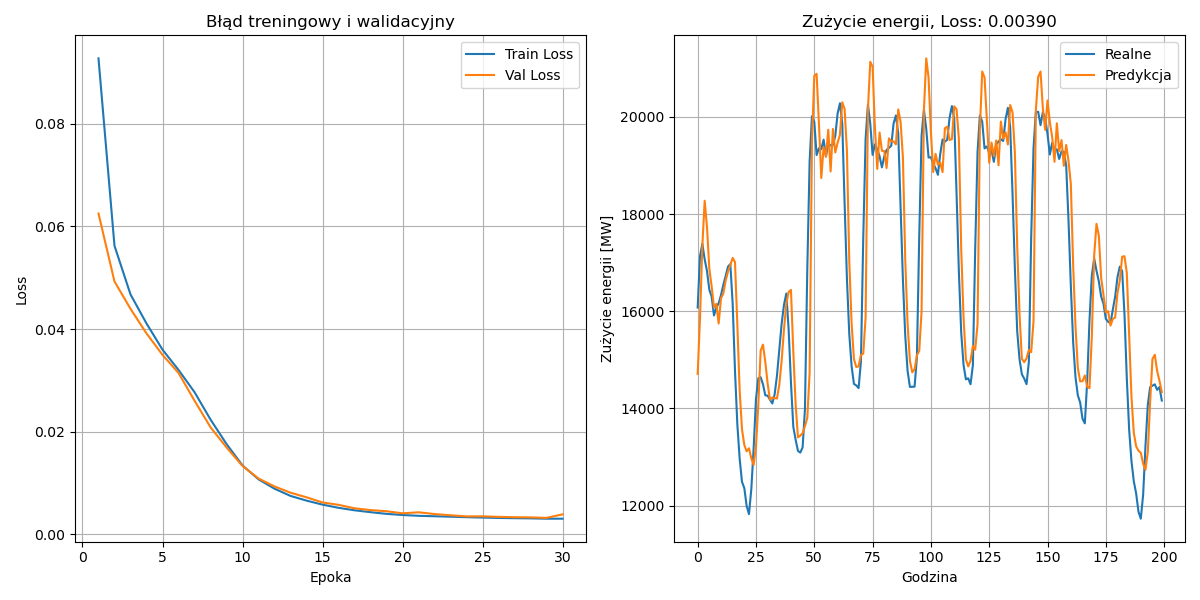 Błąd treningowy i walidacyjny
Train Loss
Val Loss
Loss
0.08
0.06
0.04
0.02
0.00
0 5 10 15 20 25 30
Epoka
Zużycie energii, Loss: 0.00390
Realne
Predykcja
Zużycie energii [MW]
20000
18000
16000
14000
12000
0 25 50 75 100 125 150 175 200
Godzina